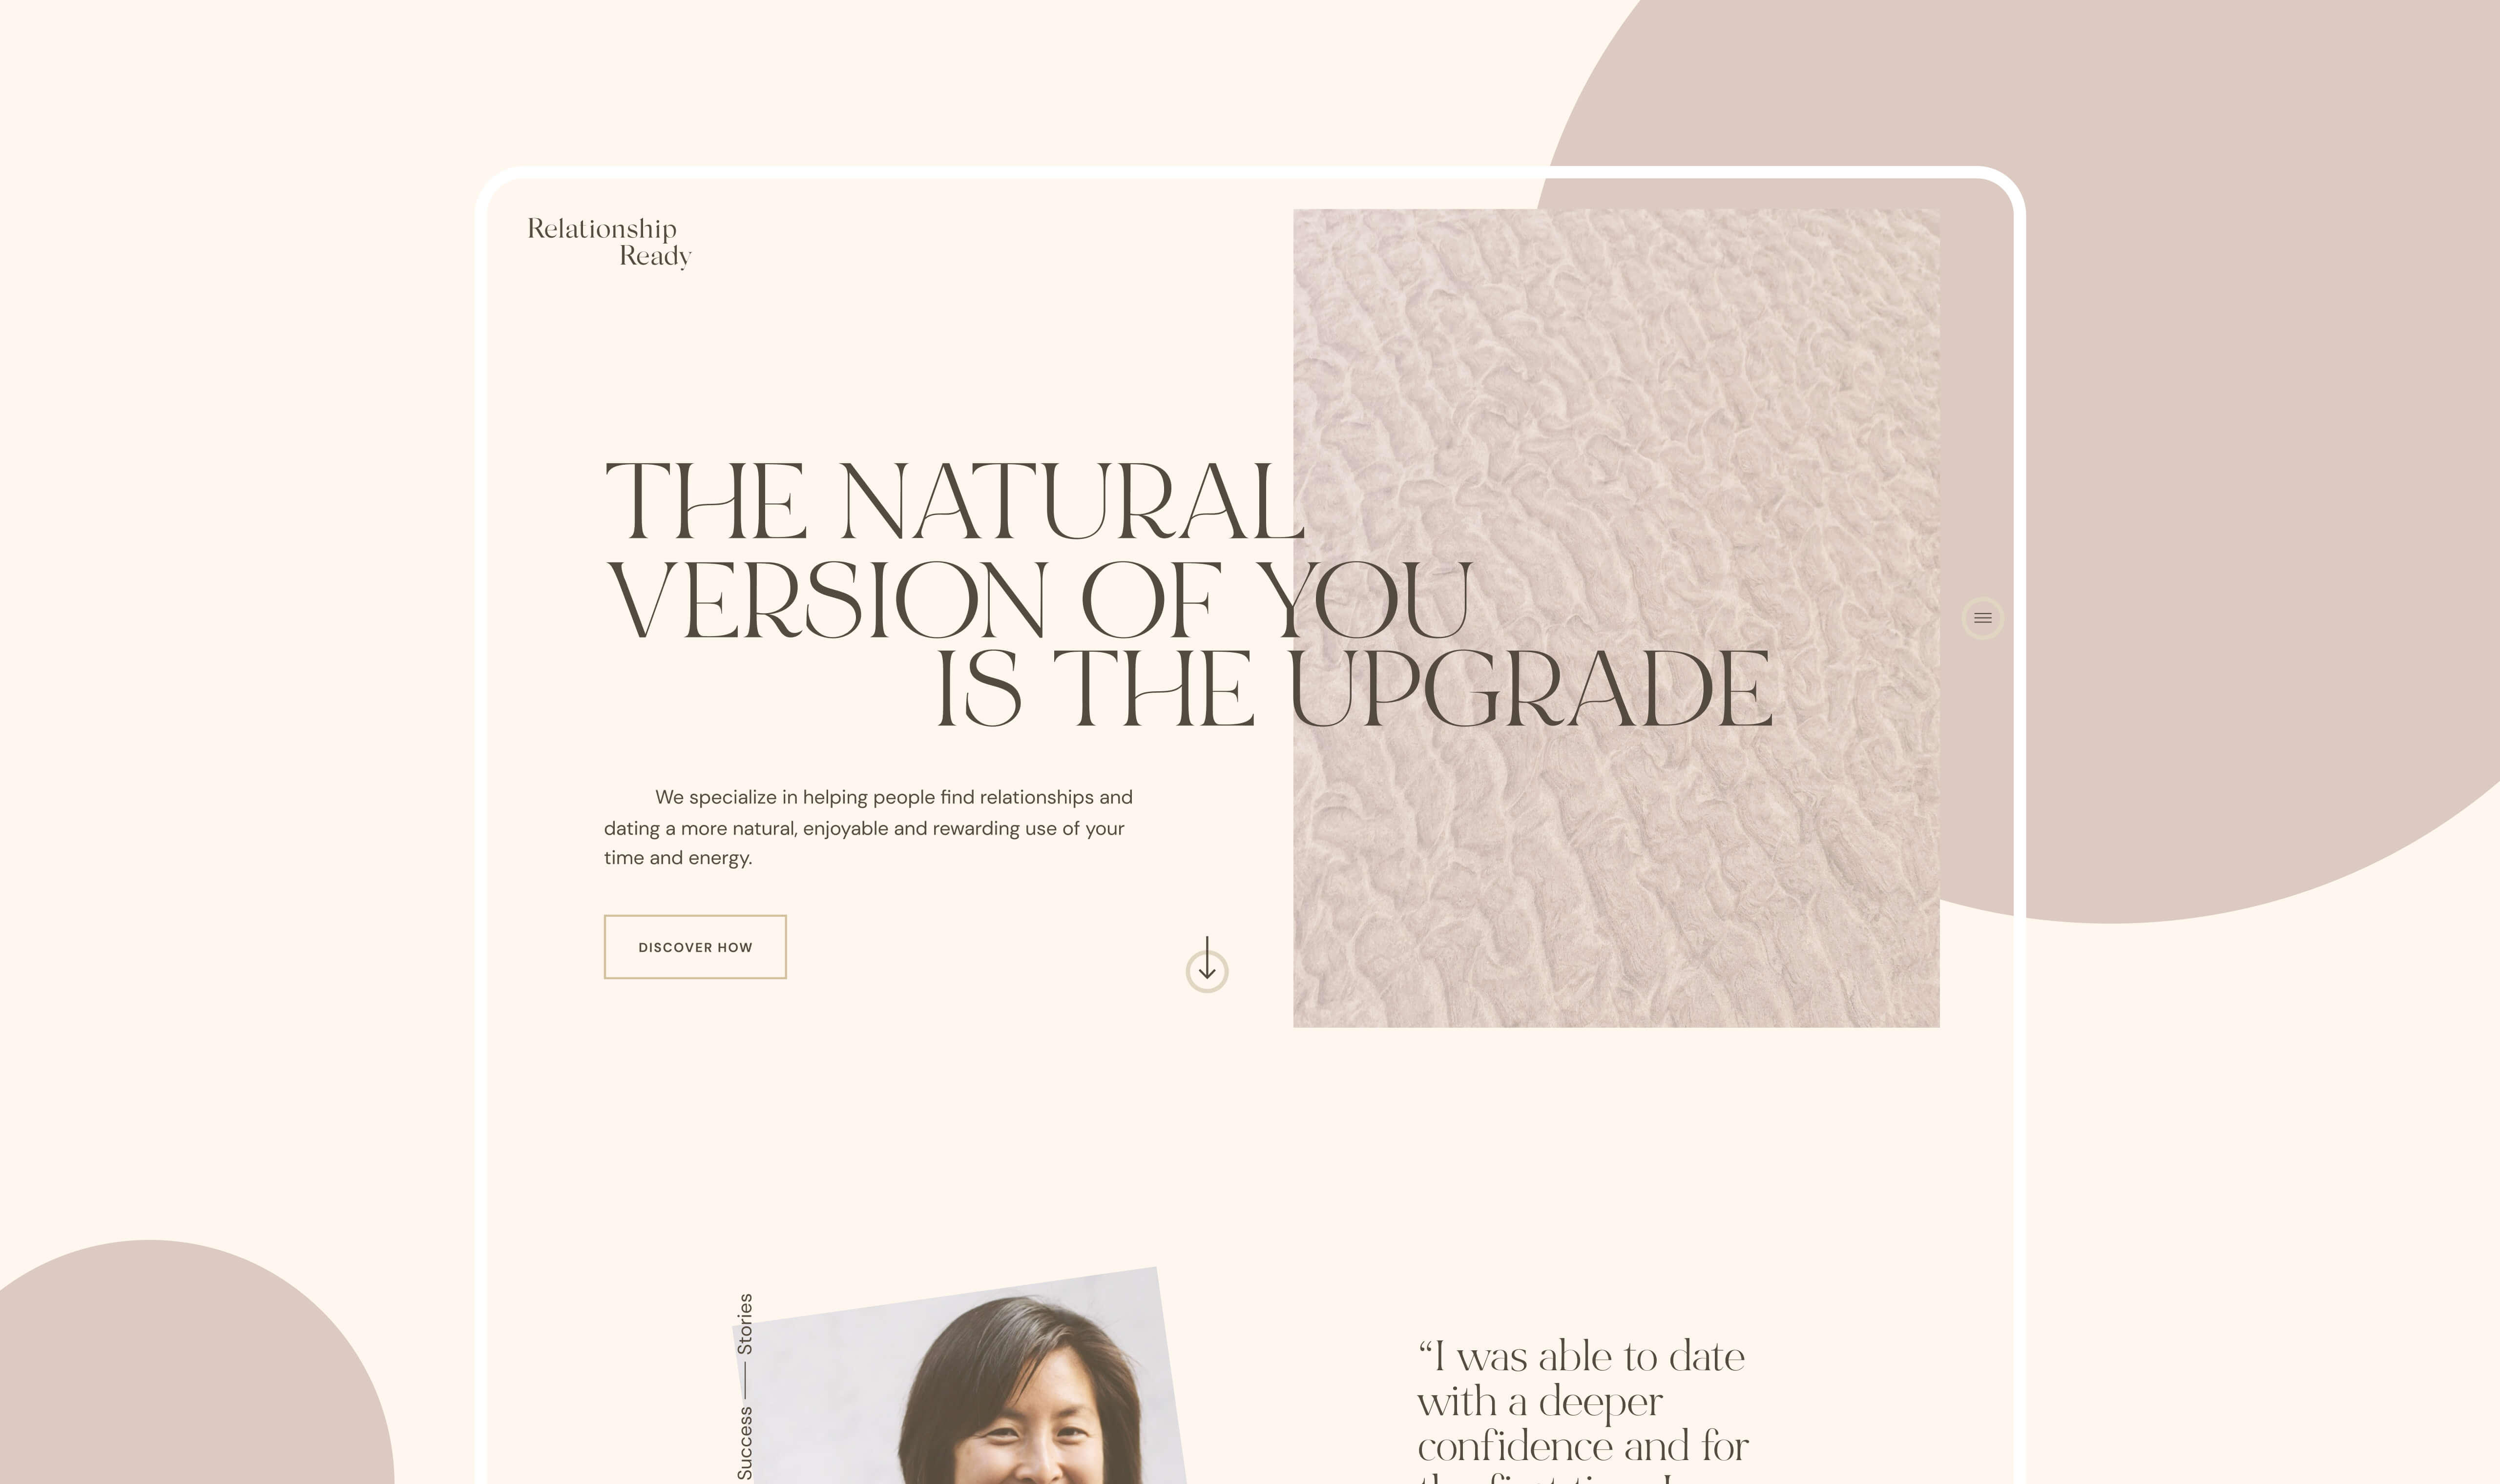 Relationship
Ready
THE NATURAL
VERSION OF YOU
IS THE UPGRADE
We specialize in helping people find relationships and
dating a more natural, enjoyable and rewarding use of your
time and energy.
DISCOVER HOW
Success — Stories
“I was able to date
with a deeper
confidence and for